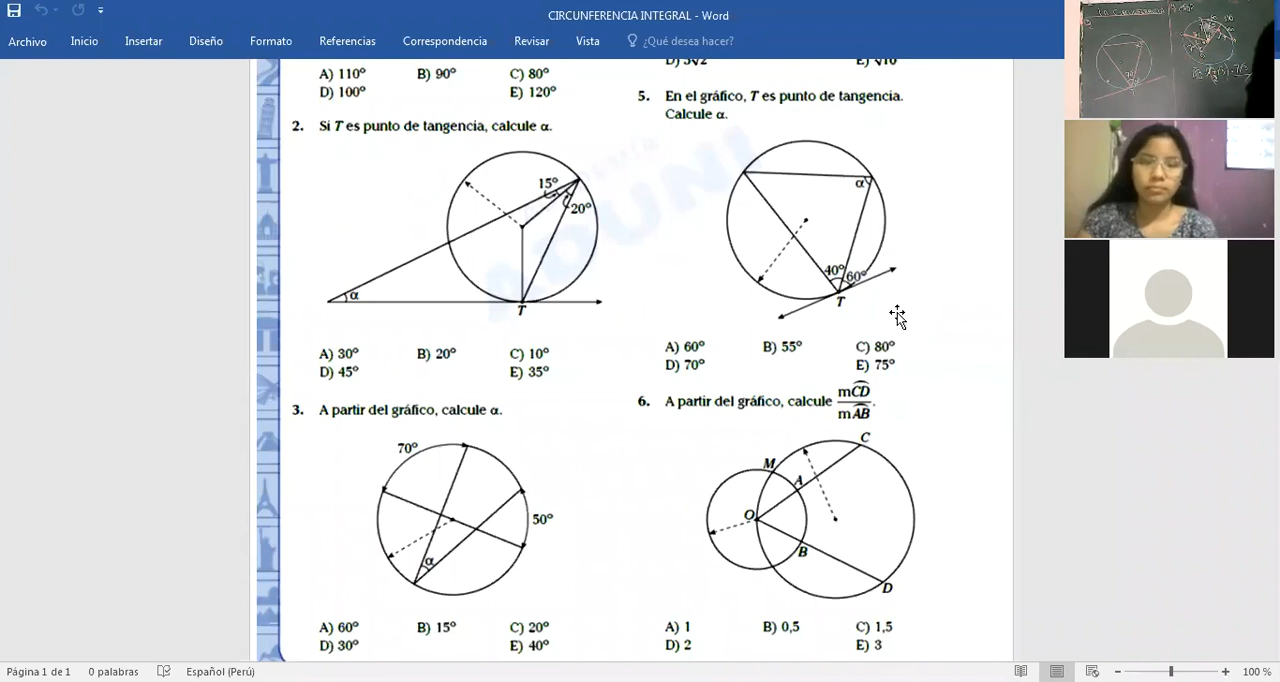 CIRCUNFERENCIA INTEGRAL - Word
Archivo Inicio Insertar Diseño Formato Referencias Correspondencia Revisar Vista ¿Qué desea hacer?
A) 110° B) 90° C) 80°
D) 100° E) 120°
2. Si T es punto de tangencia, calcule α.
15°
20°
α
T
A) 30° B) 20° C) 10°
D) 45° E) 35°
3. A partir del gráfico, calcule α.
70°
50°
α
A) 60° B) 15° C) 20°
D) 30° E) 40°
D) 3√2 E) √10
5. En el gráfico, T es punto de tangencia.
Calcule α.
α
40° 60°
T
A) 60° B) 55° C) 80°
D) 70° E) 75°
6. A partir del gráfico, calcule mCD / mAB.
C
M
A
O
B
D
A) 1 B) 0,5 C) 1,5
D) 2 E) 3
Página 1 de 1 0 palabras Español (Perú) 100 %